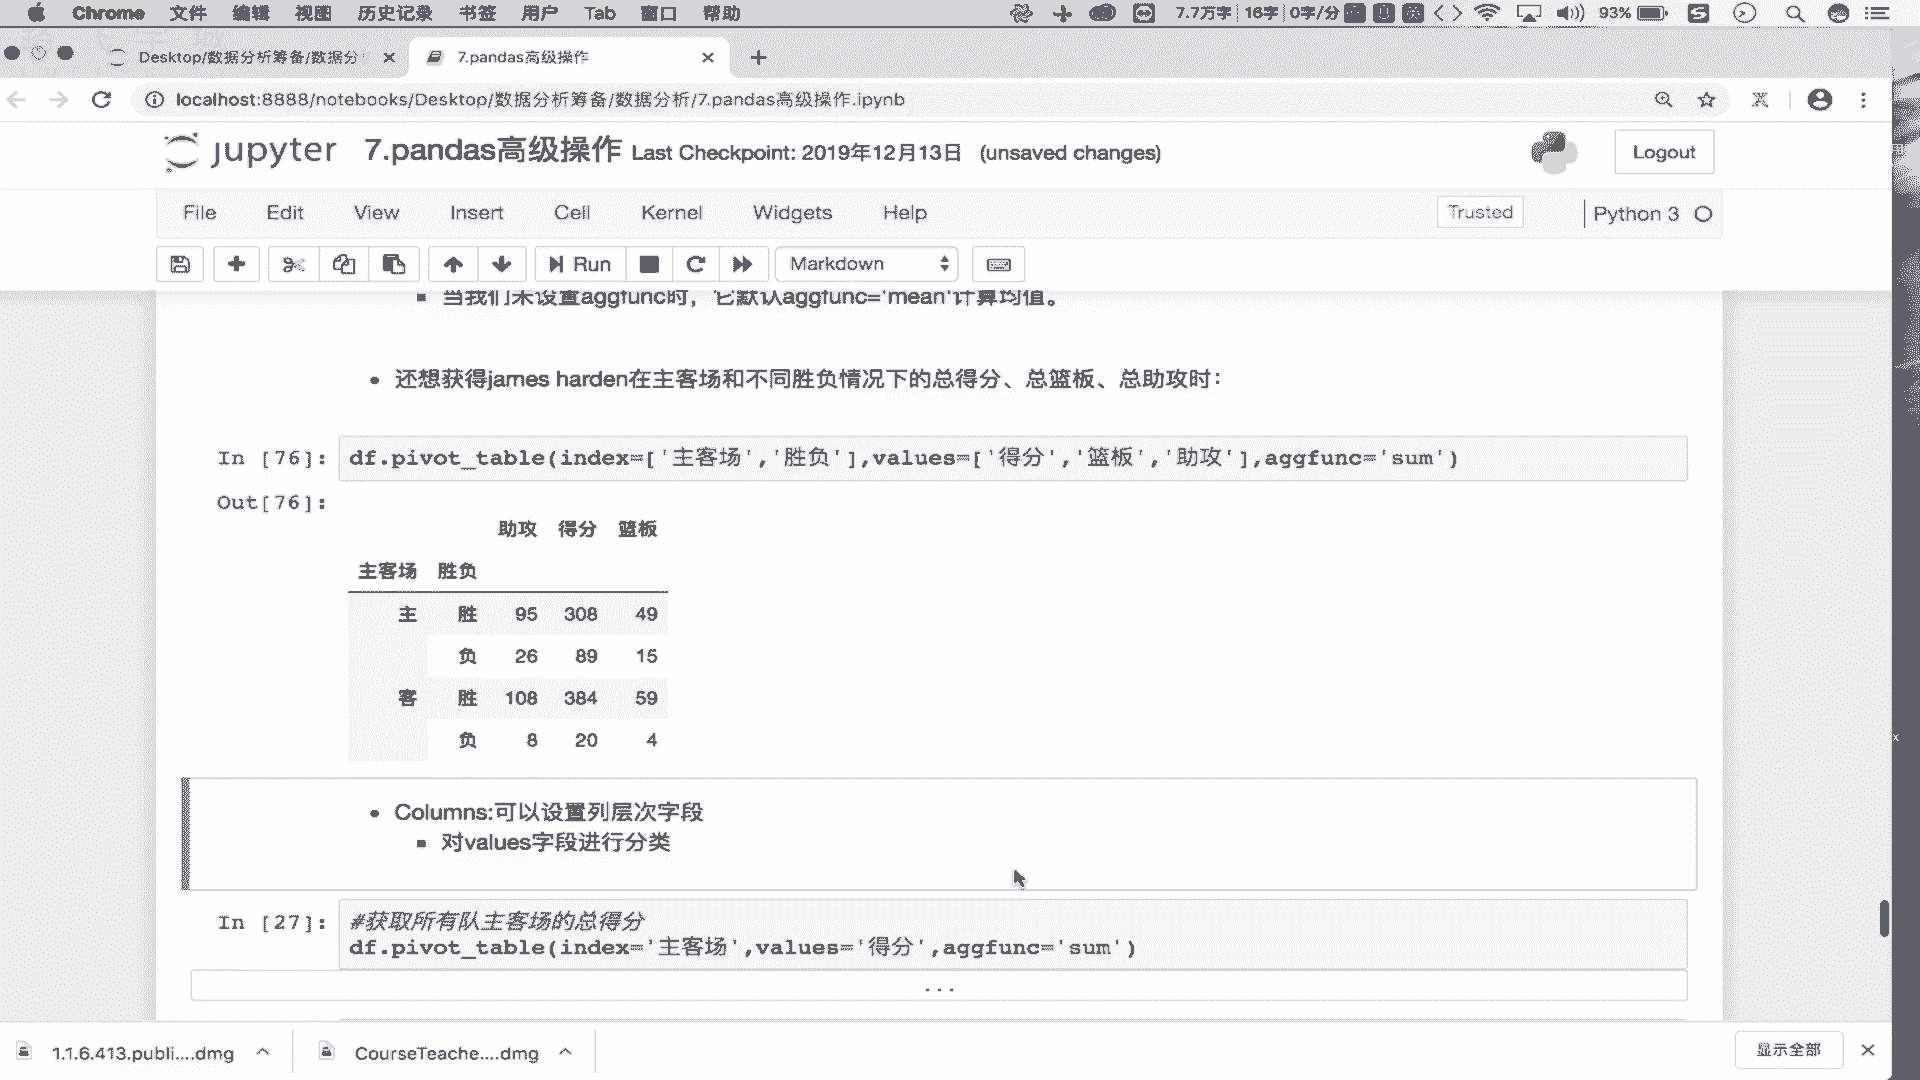 Chrome 文件 编辑 视图 历史记录 书签 用户 Tab 窗口 帮助 7.7万字 16字 0字/分 93%
Desktop/数据分析筹备/数据分 7.pandas高级操作
localhost:8888/notebooks/Desktop/数据分析筹备/数据分析/7.pandas高级操作.ipynb
jupyter 7.pandas高级操作 Last Checkpoint: 2019年12月13日 (unsaved changes) Logout
File Edit View Insert Cell Kernel Widgets Help Trusted Python 3
Run Markdown
当我们未设置aggfunc时，它默认aggfunc='mean'计算均值。
还想获得james harden在主客场和不同胜负情况下的总得分、总篮板、总助攻时：
In [76]: df.pivot_table(index=['主客场','胜负'],values=['得分','篮板','助攻'],aggfunc='sum')
Out[76]:
助攻 得分 篮板
主客场 胜负
主 胜 95 308 49
负 26 89 15
客 胜 108 384 59
负 8 20 4
Columns:可以设置列层次字段
对values字段进行分类
In [27]: #获取所有队主客场的总得分
df.pivot_table(index='主客场',values='得分',aggfunc='sum')
...
1.1.6.413.publi....dmg CourseTeache....dmg 显示全部